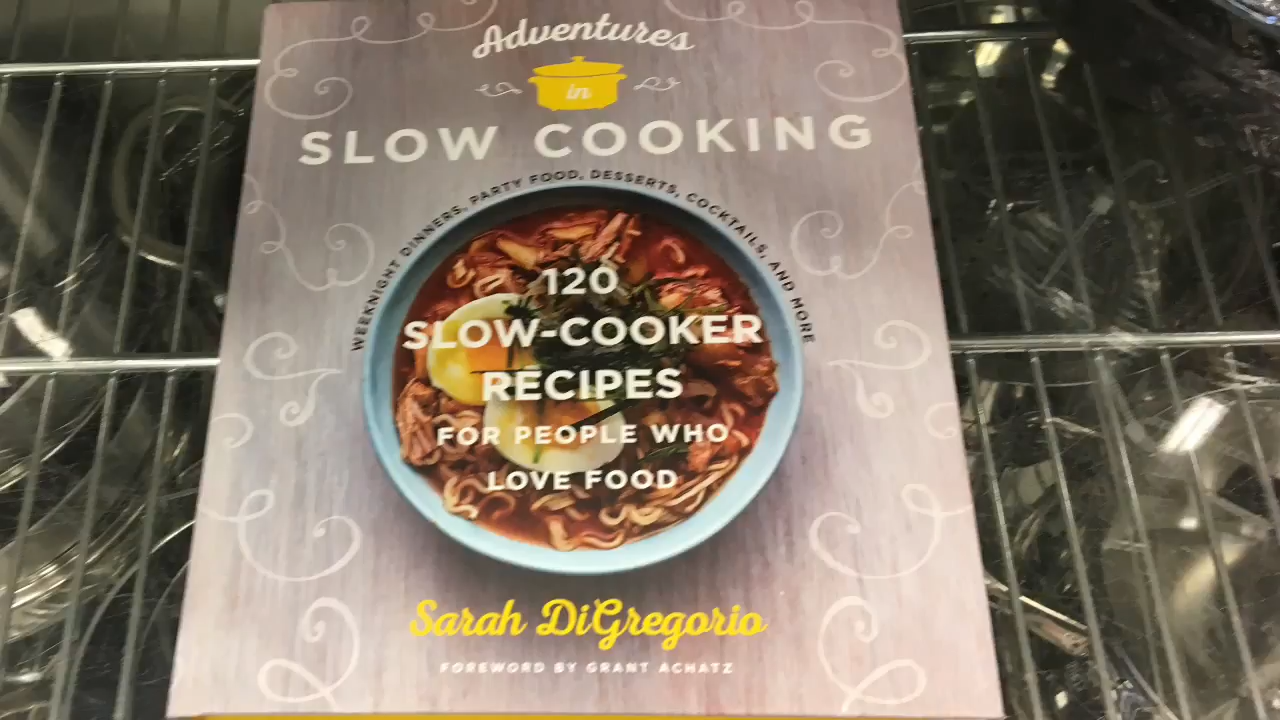 Adventures
in
SLOW COOKING
WEEKNIGHT DINNERS, PARTY FOOD, DESSERTS, COCKTAILS, AND MORE
120
SLOW-COOKER
RECIPES
FOR PEOPLE WHO
LOVE FOOD
Sarah DiGregorio
FOREWORD BY GRANT ACHATZ